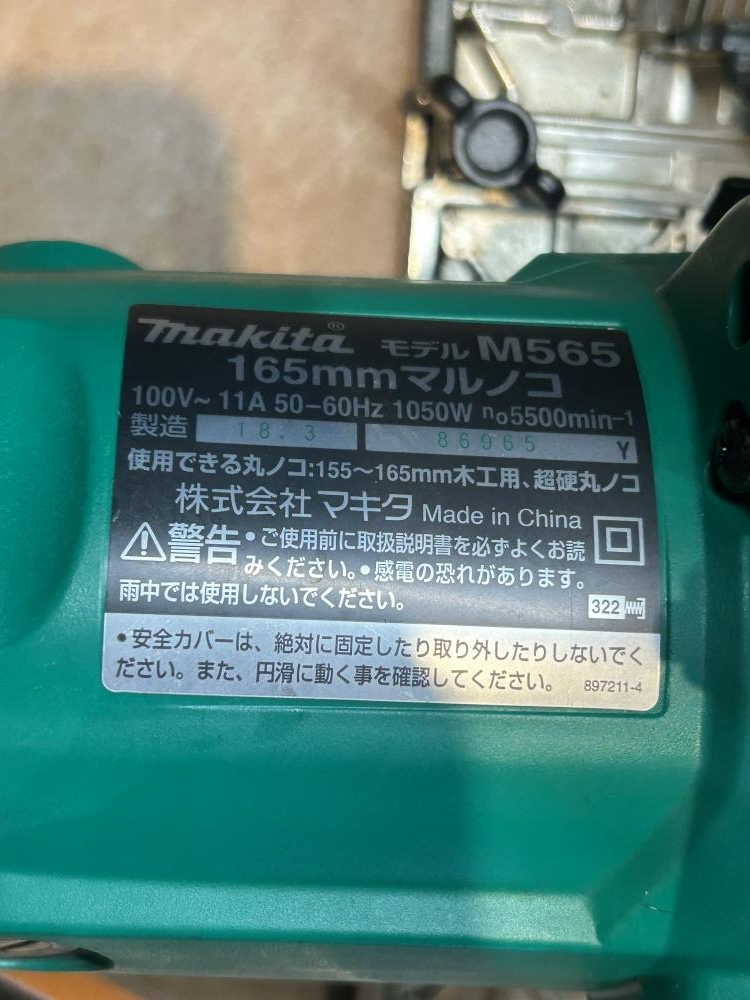 makita® モデル M565
165mmマルノコ
100V～ 11A 50-60Hz 1050W n₀5500min⁻¹
製造 18.3 86965 Y
使用できる丸ノコ:155～165mm木工用、超硬丸ノコ
株式会社 マキタ Made in China
警告 •ご使用前に取扱説明書を必ずよくお読
みください。•感電の恐れがあります。
雨中では使用しないでください。
322
•安全カバーは、絶対に固定したり取り外したりしないでく
ださい。また、円滑に動く事を確認してください。 897211-4